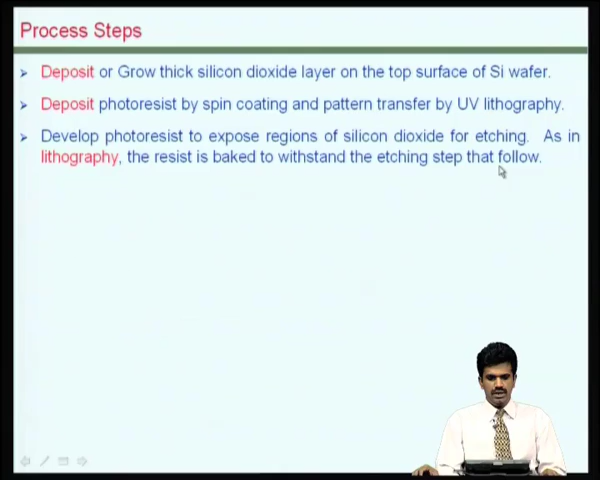 Process Steps
Deposit or Grow thick silicon dioxide layer on the top surface of Si wafer.
Deposit photoresist by spin coating and pattern transfer by UV lithography.
Develop photoresist to expose regions of silicon dioxide for etching. As in
lithography, the resist is baked to withstand the etching step that follow.